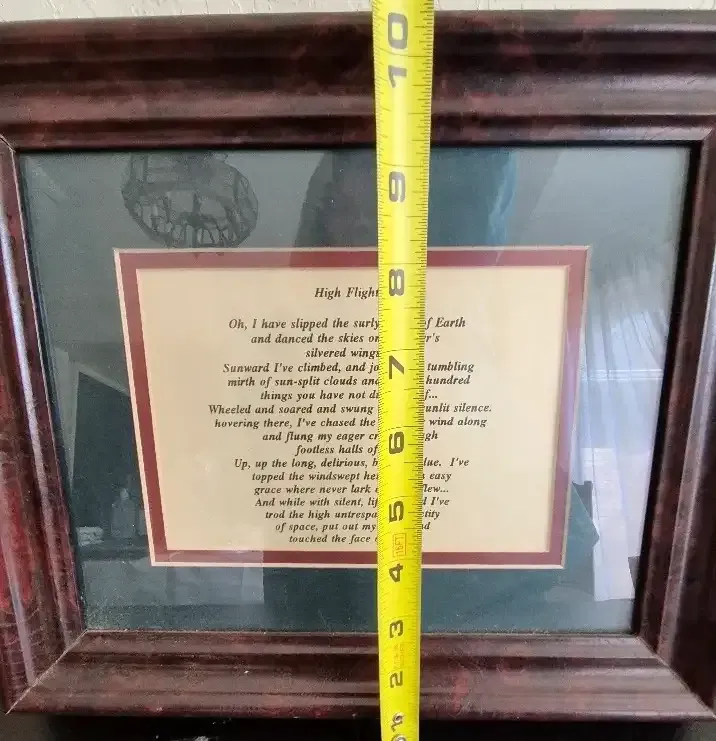 High Flight
Oh, I have slipped the surly of Earth
and danced the skies on
silvered wings
Sunward I've climbed, and tumbling
mirth of sun-split clouds and hundred
things you have not
Wheeled and soared and swung silence.
hovering there, I've chased the wind along
and flung my eager
footless halls of
Up, up the long, delirious, I've
topped the windswept easy
grace where never lark
And while with silent, I've
trod the high
of space, put out my
touched the face
10
9
8
7
6
5
16FT
4
3
2